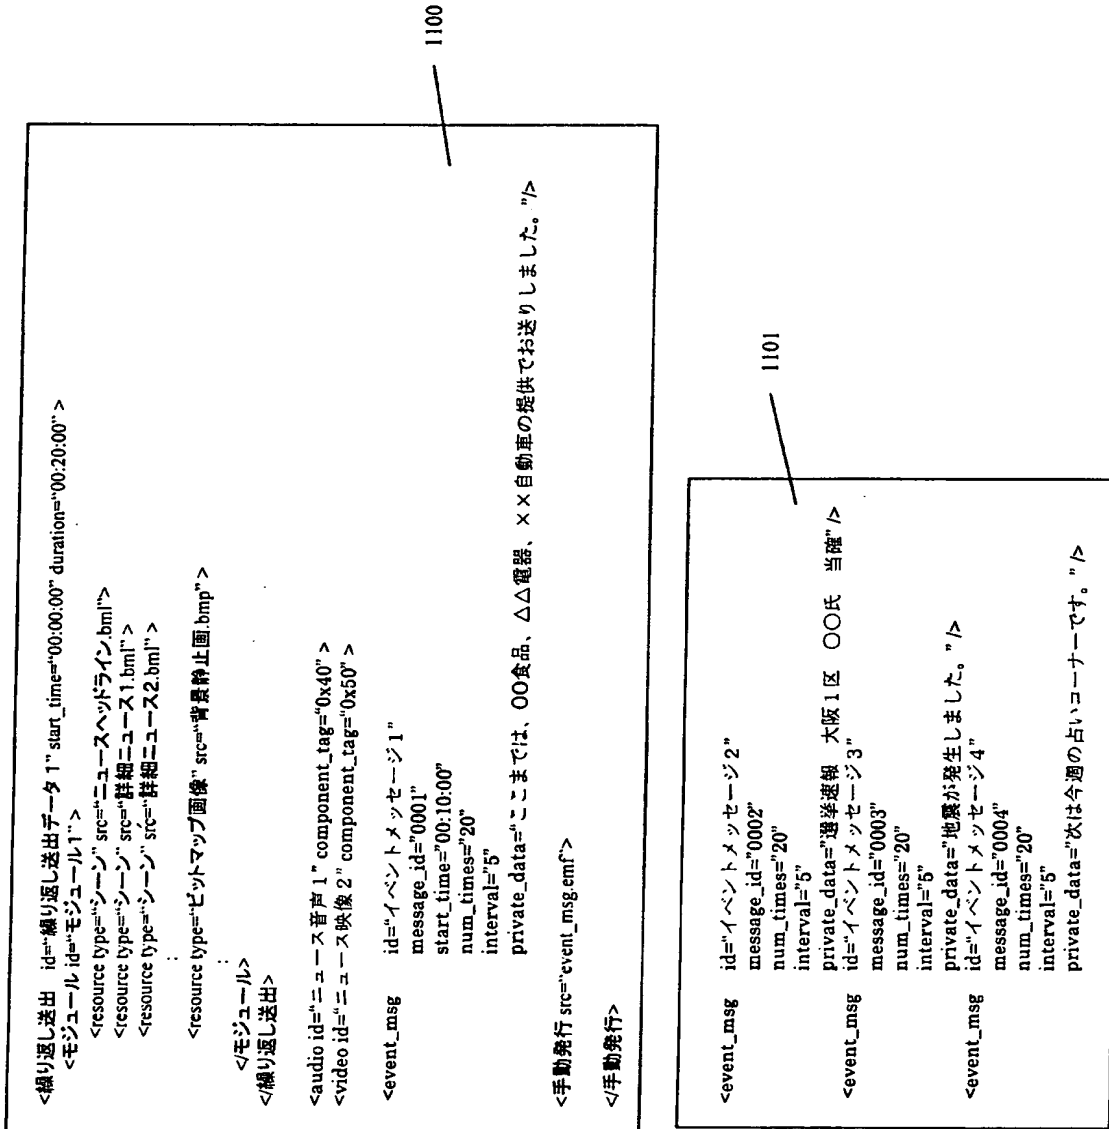 <繰り返し送出 id=“繰り返し送出データ1” start_time=“00:00:00” duration=“00:20:00” >
<モジュール id=“モジュール1” >
<resource type=“シーン” src=“ニュースヘッドライン.bml”>
<resource type=“シーン” src=“詳細ニュース1.bml” >
<resource type=“シーン” src=“詳細ニュース2.bml” >
:
<resource type=“ビットマップ画像” src=“背景静止画.bmp” >
:
</モジュール>
</繰り返し送出>
<audio id=“ニュース音声1” component_tag=“0x40” >
<video id=“ニュース映像2” component_tag=“0x50” >
<event_msg id=“イベントメッセージ1”
message_id=”0001”
start_time=”00:10:00”
num_times=”20”
interval=”5”
private_data=“ここまでは、〇〇食品、△△電器、××自動車の提供でお送りしました。”/>
<手動発行 src=“event_msg.emf”>
</手動発行>
1100
<event_msg id=“イベントメッセージ2”
message_id=”0002”
num_times=”20”
interval=”5”
private_data=”選挙速報 大阪1区 〇〇氏 当確” />
<event_msg id=“イベントメッセージ3”
message_id=”0003”
num_times=”20”
interval=”5”
private_data=”地震が発生しました。” />
<event_msg id=“イベントメッセージ4”
message_id=”0004”
num_times=”20”
interval=”5”
private_data=”次は今週の占いコーナーです。” />
1101